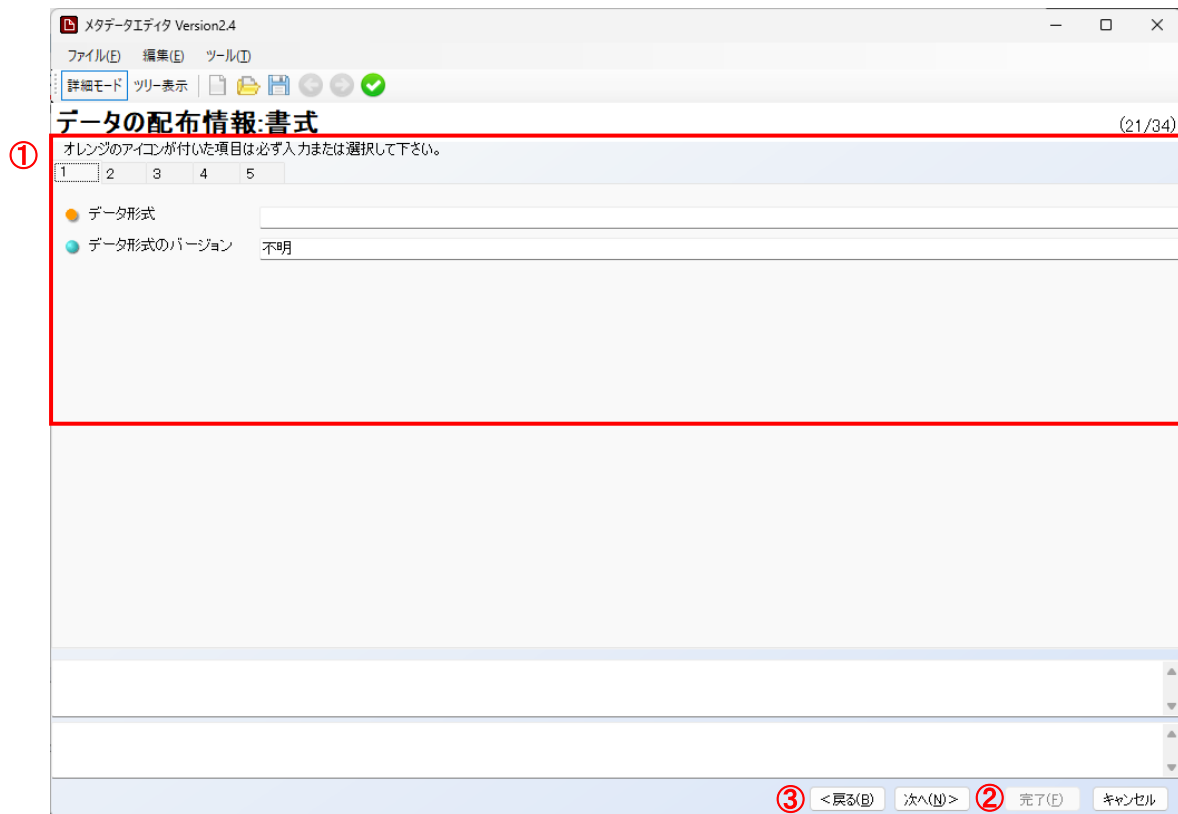 メタデータエディタ Version2.4
ファイル(F) 編集(E) ツール(T)
詳細モード ツリー表示
データの配布情報:書式 (21/34)
① オレンジのアイコンが付いた項目は必ず入力または選択して下さい。
1 2 3 4 5
データ形式
データ形式のバージョン 不明
③ <戻る(B) 次へ(N)> ② 完了(F) キャンセル